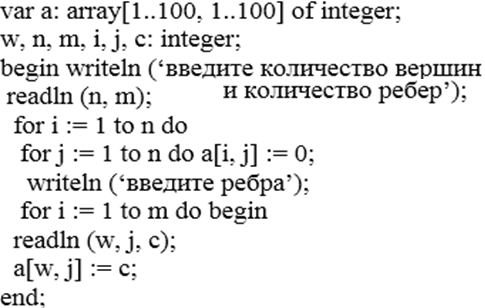 var a: array[1..100, 1..100] of integer;
w, n, m, i, j, c: integer;
begin writeln (‘введите количество вершин
и количество ребер’);
readln (n, m);
for i := 1 to n do
for j := 1 to n do a[i, j] := 0;
writeln (‘введите ребра’);
for i := 1 to m do begin
readln (w, j, c);
a[w, j] := c;
end;